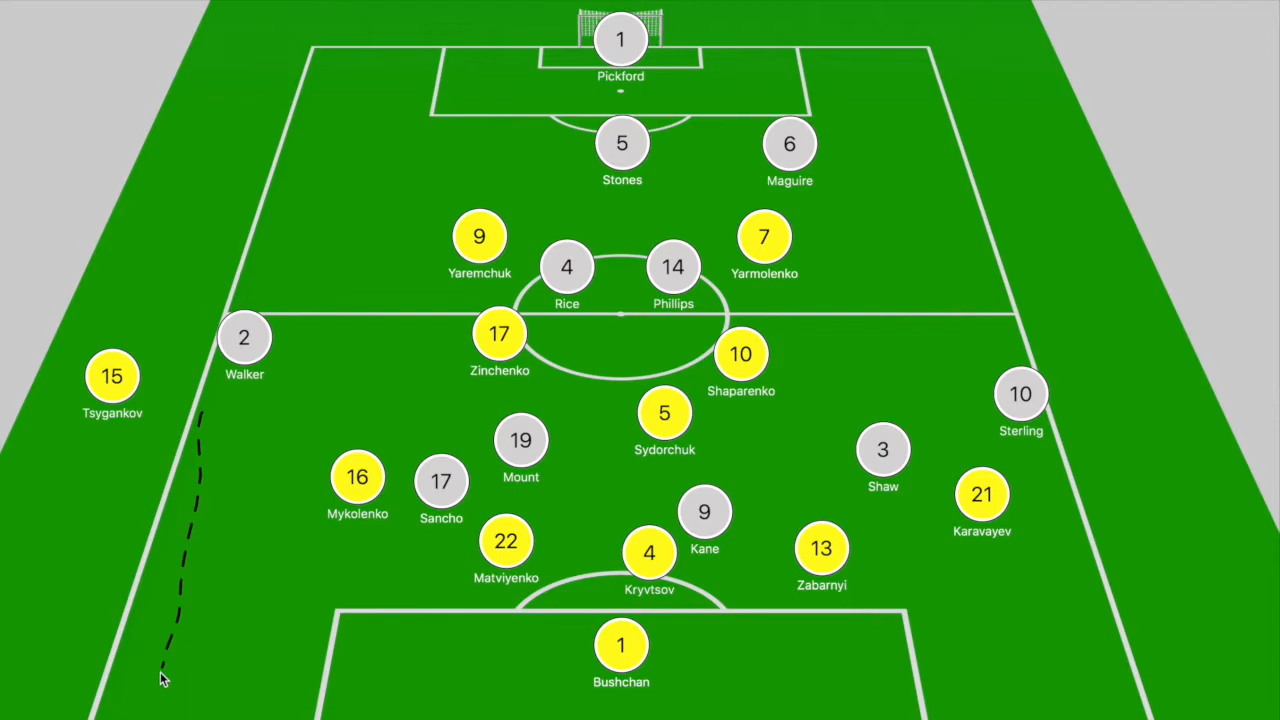 1
Pickford
5
Stones
6
Maguire
9
Yaremchuk
7
Yarmolenko
4
Rice
14
Phillips
2
Walker
17
Zinchenko
10
Shaparenko
15
Tsygankov
10
Sterling
5
Sydorchuk
19
Mount
3
Shaw
16
Mykolenko
17
Sancho
21
Karavayev
9
Kane
22
Matviyenko
4
Kryvtsov
13
Zabarnyi
1
Bushchan